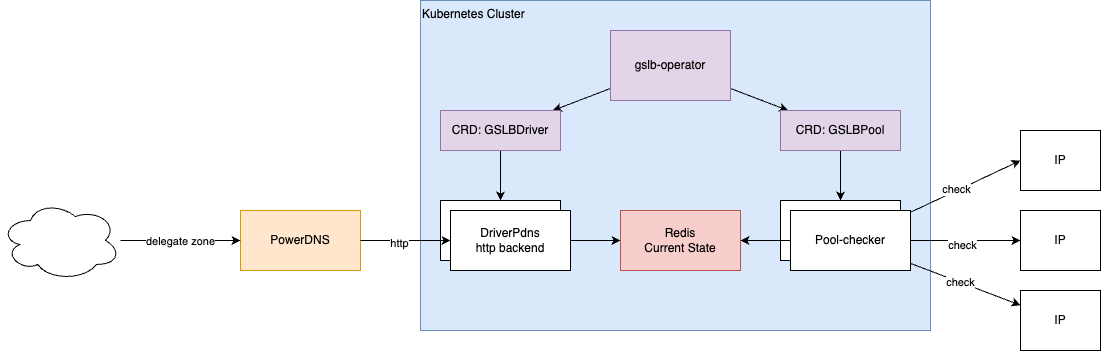 Kubernetes Cluster
gslb-operator
CRD: GSLBDriver
CRD: GSLBPool
IP
check
delegate zone
PowerDNS
http
DriverPdns
http backend
Redis
Current State
Pool-checker
check
IP
check
IP